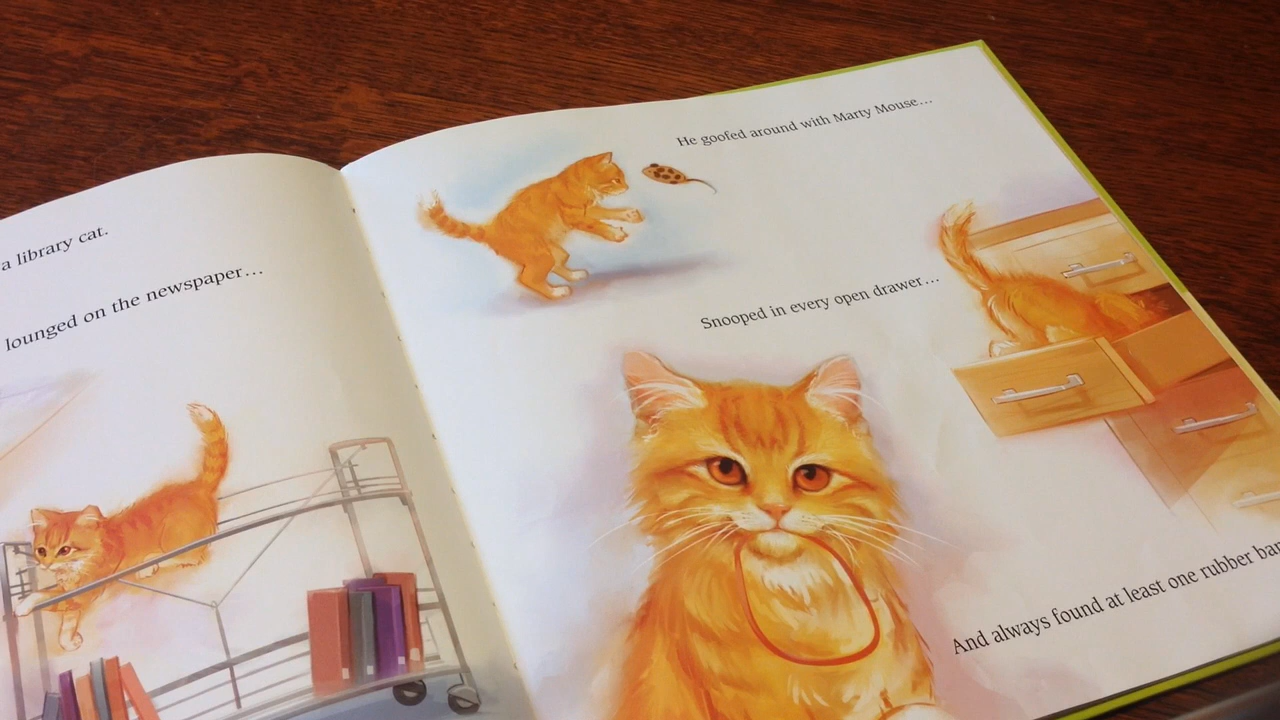 a library cat.
lounged on the newspaper...
He goofed around with Marty Mouse...
Snooped in every open drawer...
And always found at least one rubber